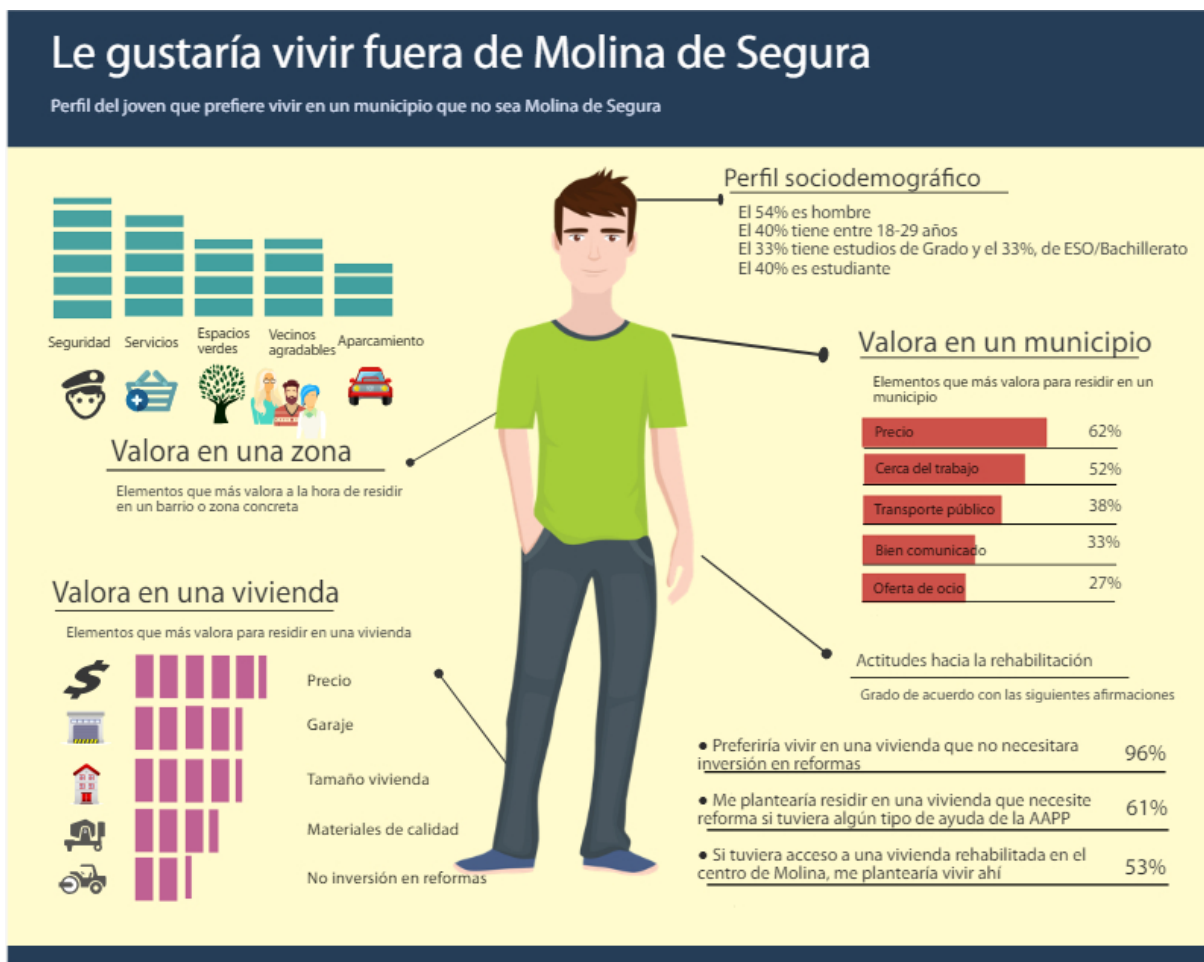 Le gustaría vivir fuera de Molina de Segura
Perfil del joven que prefiere vivir en un municipio que no sea Molina de Segura
Perfil sociodemográfico
El 54% es hombre
El 40% tiene entre 18-29 años
El 33% tiene estudios de Grado y el 33%, de ESO/Bachillerato
El 40% es estudiante
Seguridad
Servicios
Espacios
verdes
Vecinos
agradables
Aparcamiento
Valora en una zona
Elementos que más valora a la hora de residir
en un barrio o zona concreta
Valora en un municipio
Elementos que más valora para residir en un
municipio
Precio 62%
Cerca del trabajo 52%
Transporte público 38%
Bien comunicado 33%
Oferta de ocio 27%
Valora en una vivienda
Elementos que más valora para residir en una vivienda
Precio
Garaje
Tamaño vivienda
Materiales de calidad
No inversión en reformas
Actitudes hacia la rehabilitación
Grado de acuerdo con las siguientes afirmaciones
● Preferiría vivir en una vivienda que no necesitara
inversión en reformas 96%
● Me plantearía residir en una vivienda que necesite
reforma si tuviera algún tipo de ayuda de la AAPP 61%
● Si tuviera acceso a una vivienda rehabilitada en el
centro de Molina, me plantearía vivir ahí 53%